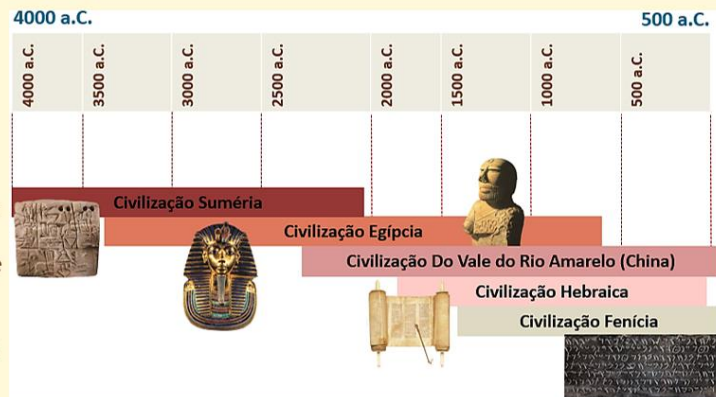 4000 a.C.
500 a.C.
4000 a.C.
3500 a.C.
3000 a.C.
2500 a.C.
2000 a.C.
1500 a.C.
1000 a.C.
500 a.C.
Civilização Suméria
Civilização Egípcia
Civilização Do Vale do Rio Amarelo (China)
Civilização Hebraica
Civilização Fenícia